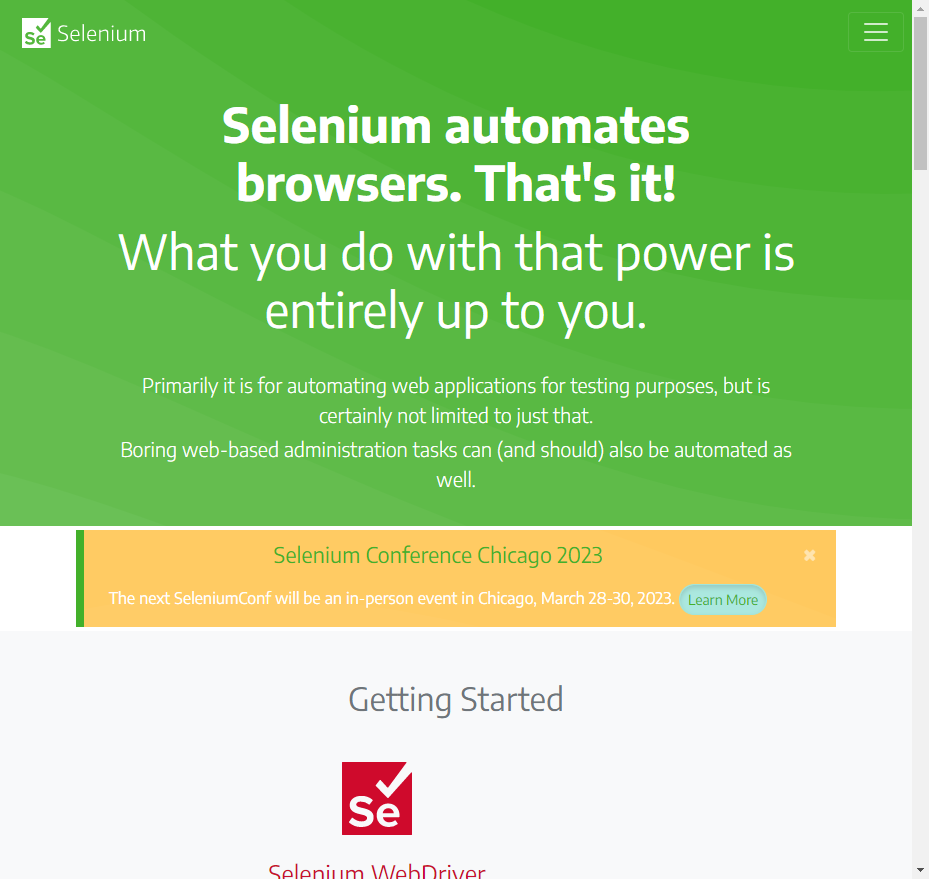 Se Selenium
Selenium automates
browsers. That's it!
What you do with that power is
entirely up to you.
Primarily it is for automating web applications for testing purposes, but is
certainly not limited to just that.
Boring web-based administration tasks can (and should) also be automated as
well.
Selenium Conference Chicago 2023
The next SeleniumConf will be an in-person event in Chicago, March 28-30, 2023. Learn More
Getting Started
Se
Selenium WebDriver